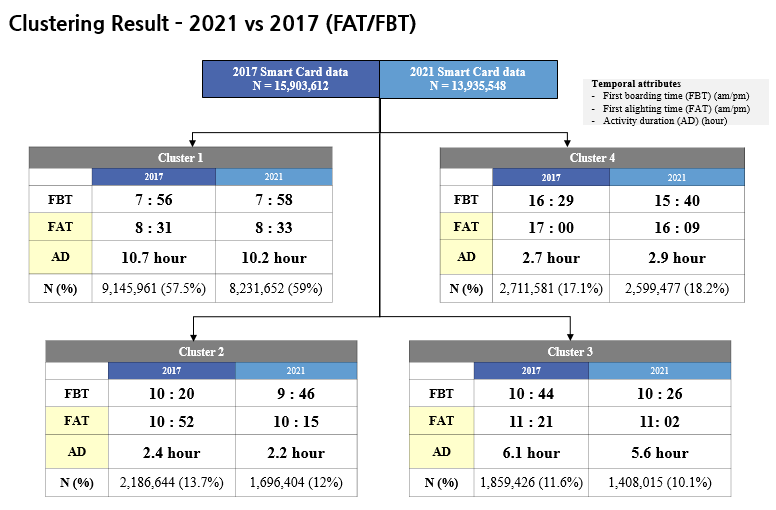 Clustering Result - 2021 vs 2017 (FAT/FBT)
2017 Smart Card data
N = 15,903,612
2021 Smart Card data
N = 13,935,548
Temporal attributes
- First boarding time (FBT) (am/pm)
- First alighting time (FAT) (am/pm)
- Activity duration (AD) (hour)
Cluster 1
2017 2021
FBT 7 : 56 7 : 58
FAT 8 : 31 8 : 33
AD 10.7 hour 10.2 hour
N (%) 9,145,961 (57.5%) 8,231,652 (59%)
Cluster 4
2017 2021
FBT 16 : 29 15 : 40
FAT 17 : 00 16 : 09
AD 2.7 hour 2.9 hour
N (%) 2,711,581 (17.1%) 2,599,477 (18.2%)
Cluster 2
2017 2021
FBT 10 : 20 9 : 46
FAT 10 : 52 10 : 15
AD 2.4 hour 2.2 hour
N (%) 2,186,644 (13.7%) 1,696,404 (12%)
Cluster 3
2017 2021
FBT 10 : 44 10 : 26
FAT 11 : 21 11: 02
AD 6.1 hour 5.6 hour
N (%) 1,859,426 (11.6%) 1,408,015 (10.1%)